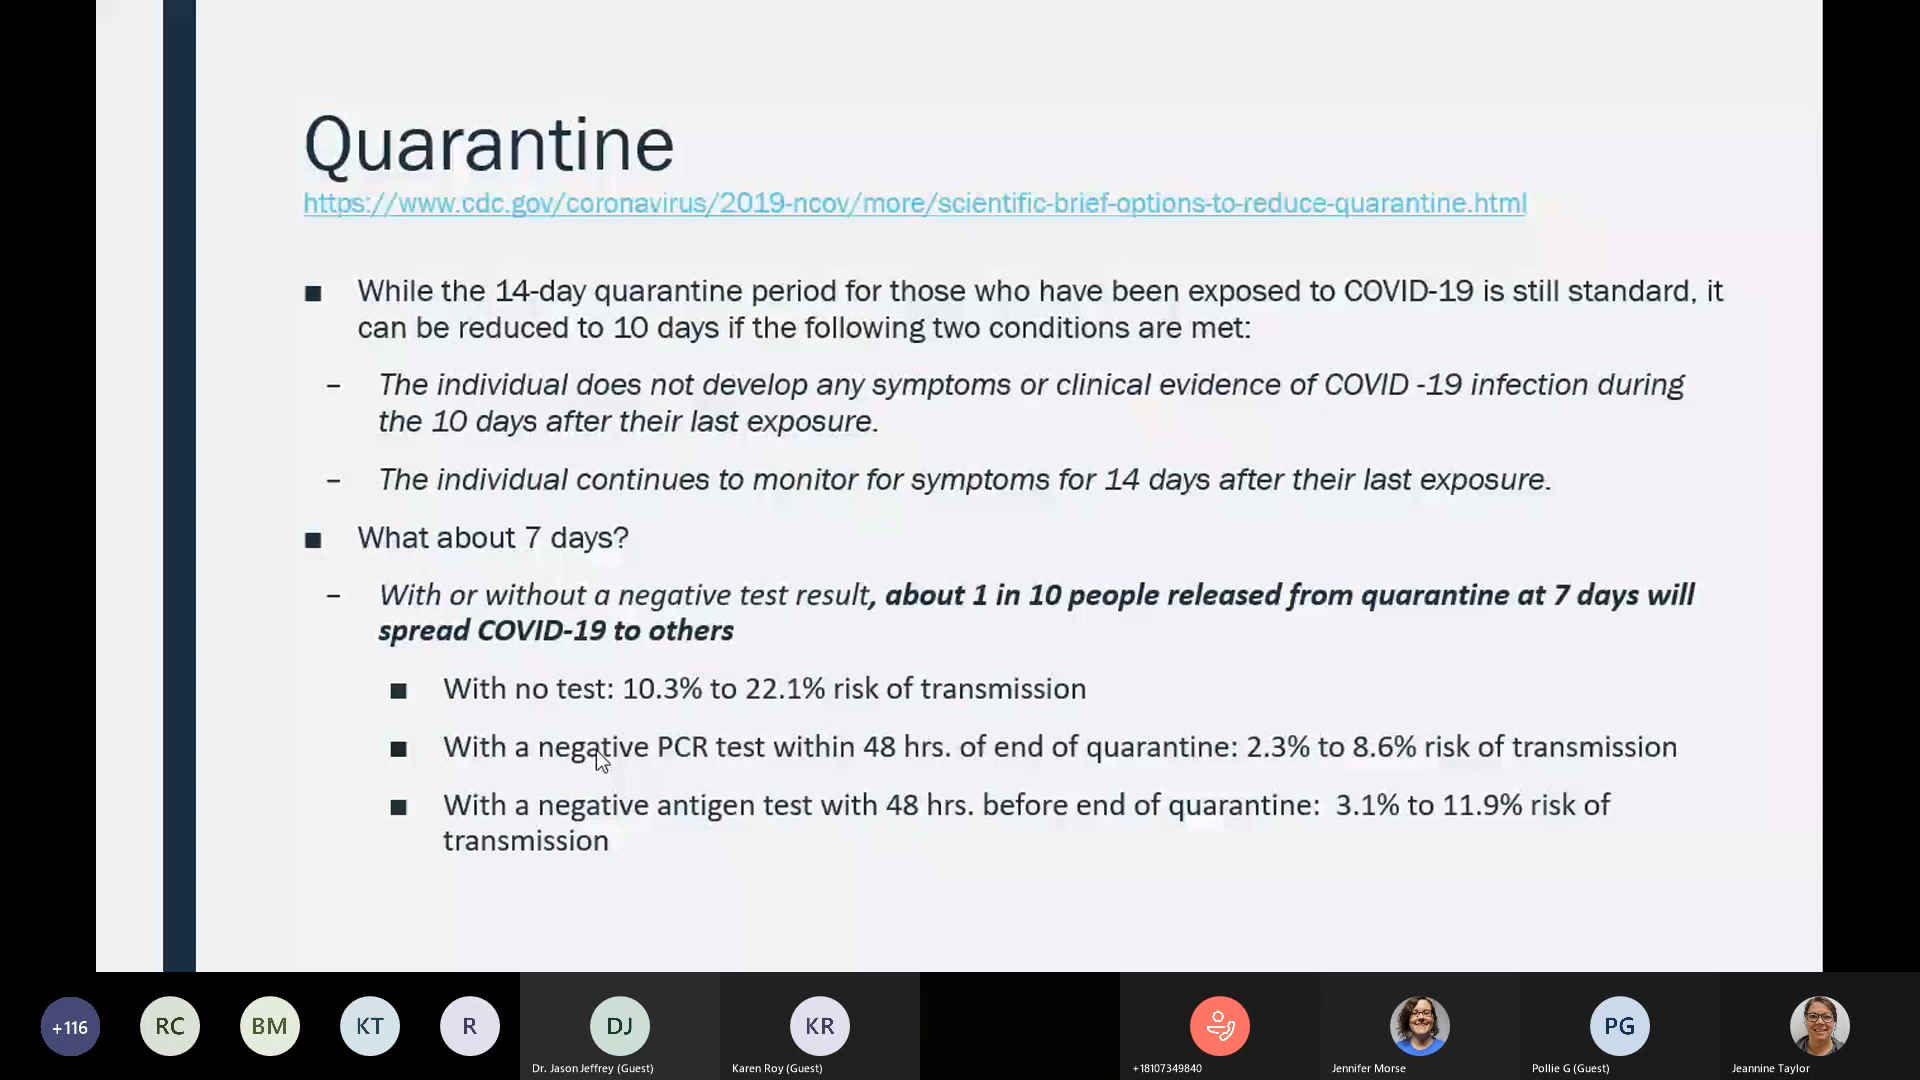 Quarantine
https://www.cdc.gov/coronavirus/2019-ncov/more/scientific-brief-options-to-reduce-quarantine.html
■ While the 14-day quarantine period for those who have been exposed to COVID-19 is still standard, it
can be reduced to 10 days if the following two conditions are met:
– The individual does not develop any symptoms or clinical evidence of COVID -19 infection during
the 10 days after their last exposure.
– The individual continues to monitor for symptoms for 14 days after their last exposure.
■ What about 7 days?
– With or without a negative test result, about 1 in 10 people released from quarantine at 7 days will
spread COVID-19 to others
■ With no test: 10.3% to 22.1% risk of transmission
■ With a negative PCR test within 48 hrs. of end of quarantine: 2.3% to 8.6% risk of transmission
■ With a negative antigen test with 48 hrs. before end of quarantine: 3.1% to 11.9% risk of
transmission
+116 RC BM KT R DJ KR PG
Dr. Jason Jeffrey (Guest) Karen Roy (Guest) +18107349840 Jennifer Morse Pollie G (Guest) Jeannine Taylor